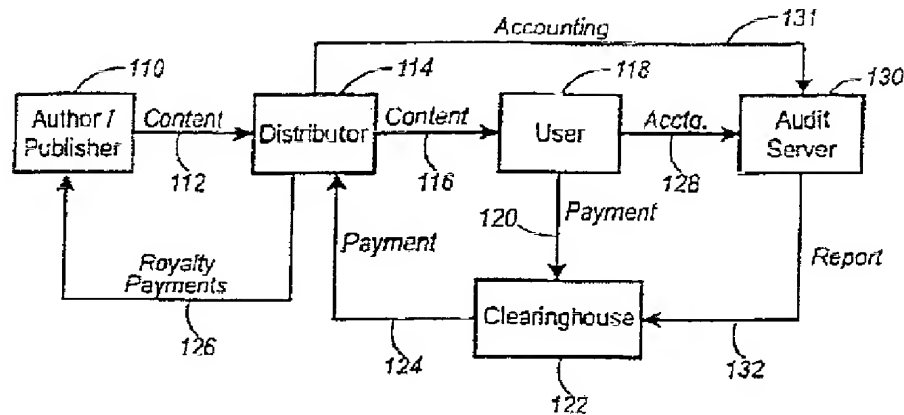 Accounting
131
110
114
118
130
Author /
Publisher
Content
112
Distributor
Content
116
User
Acctg.
128
Audit
Server
120
Payment
Payment
Report
Royalty
Payments
126
Clearinghouse
124
132
122